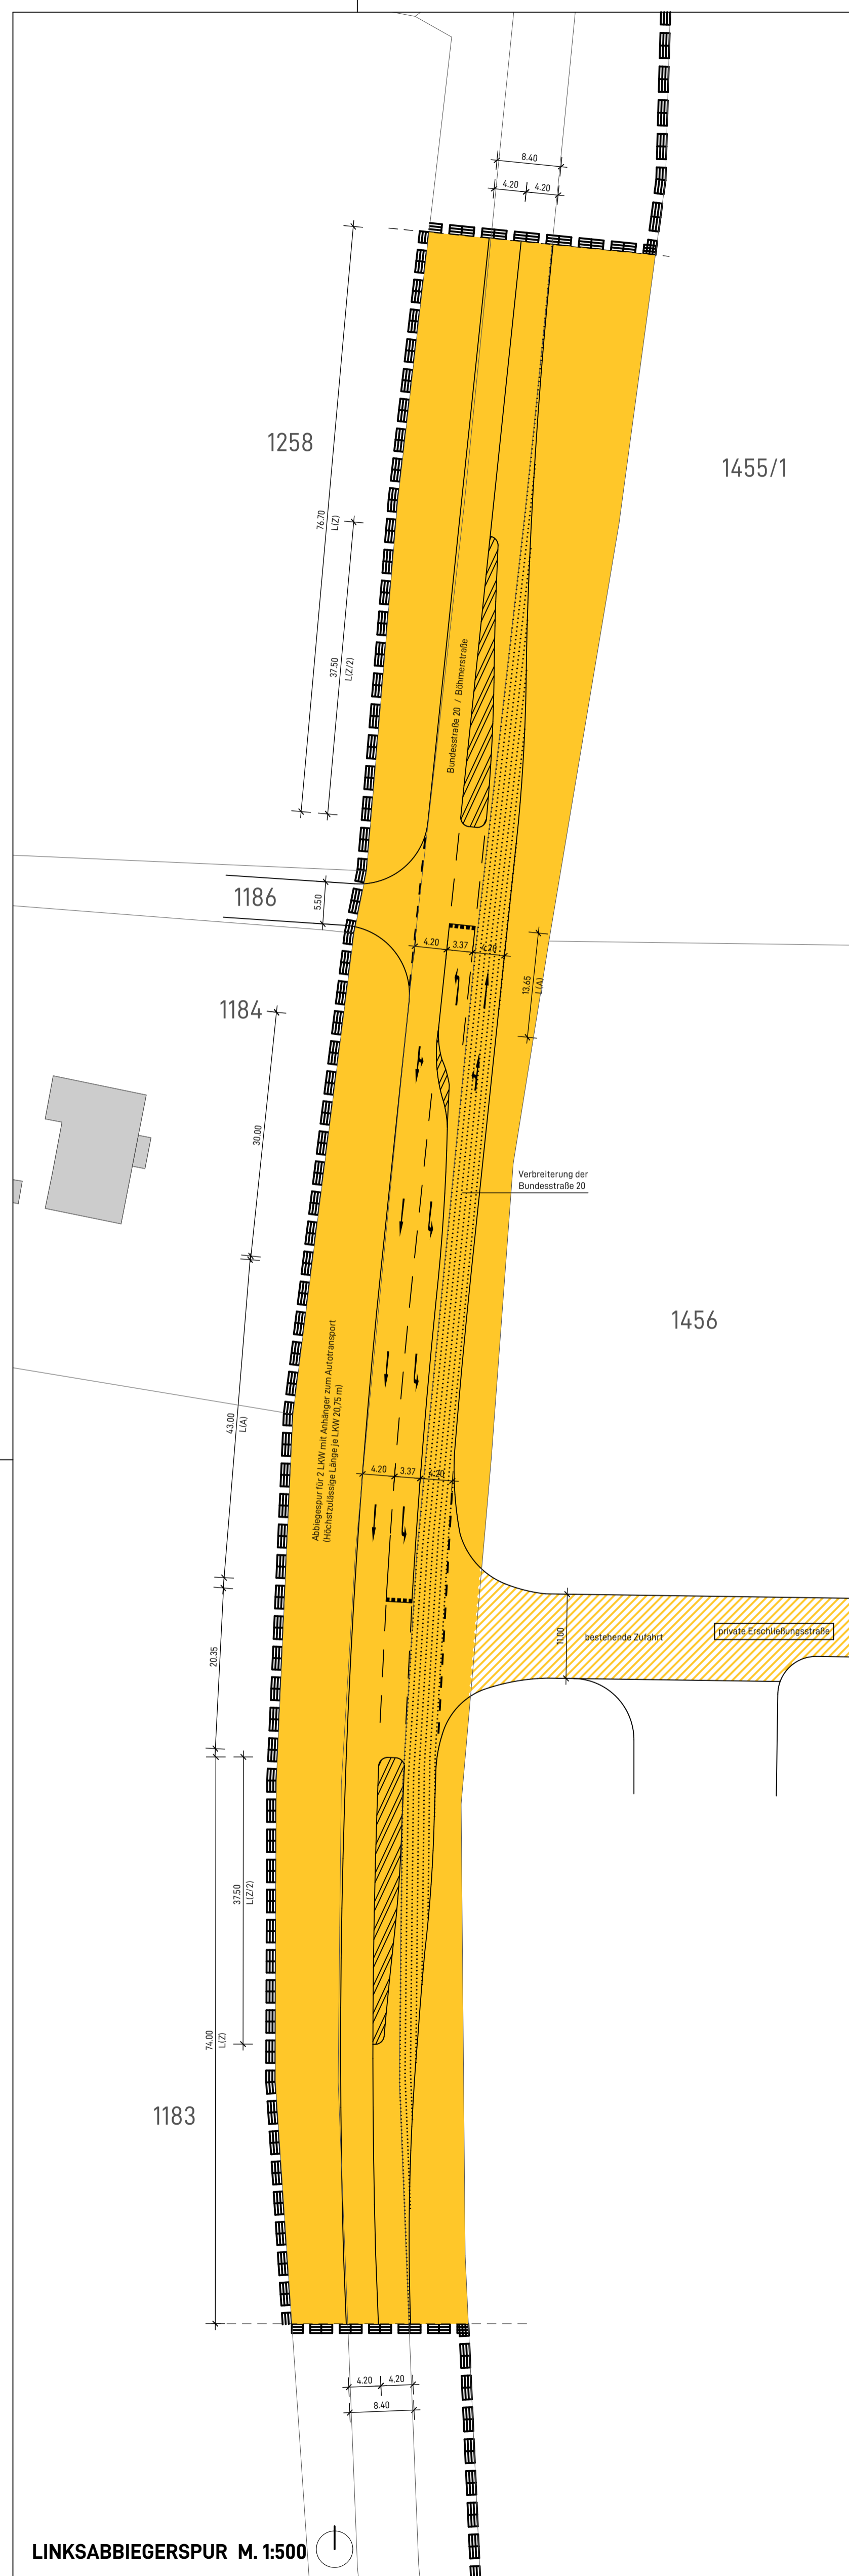 8.40
4.20
4.20
1258
1455/1
76.70
L(Z)
37.50
L(Z/2)
Bundesstraße 20 / Böhmerstraße
1186
5.50
4.20
3.37
4.20
13.65
L(A)
1184
30.00
Verbreiterung der
Bundesstraße 20
1456
Abbiegespur für 2 LKW mit Anhänger zum Autotransport
(Höchstzulässige Länge je LKW 20,75 m)
43.00
L(A)
4.20
3.37
4.20
11.00
bestehende Zufahrt
private Erschließungsstraße
20.35
37.50
L(Z/2)
74.00
L(Z)
1183
4.20
4.20
8.40
LINKSABBIEGERSPUR M. 1:500